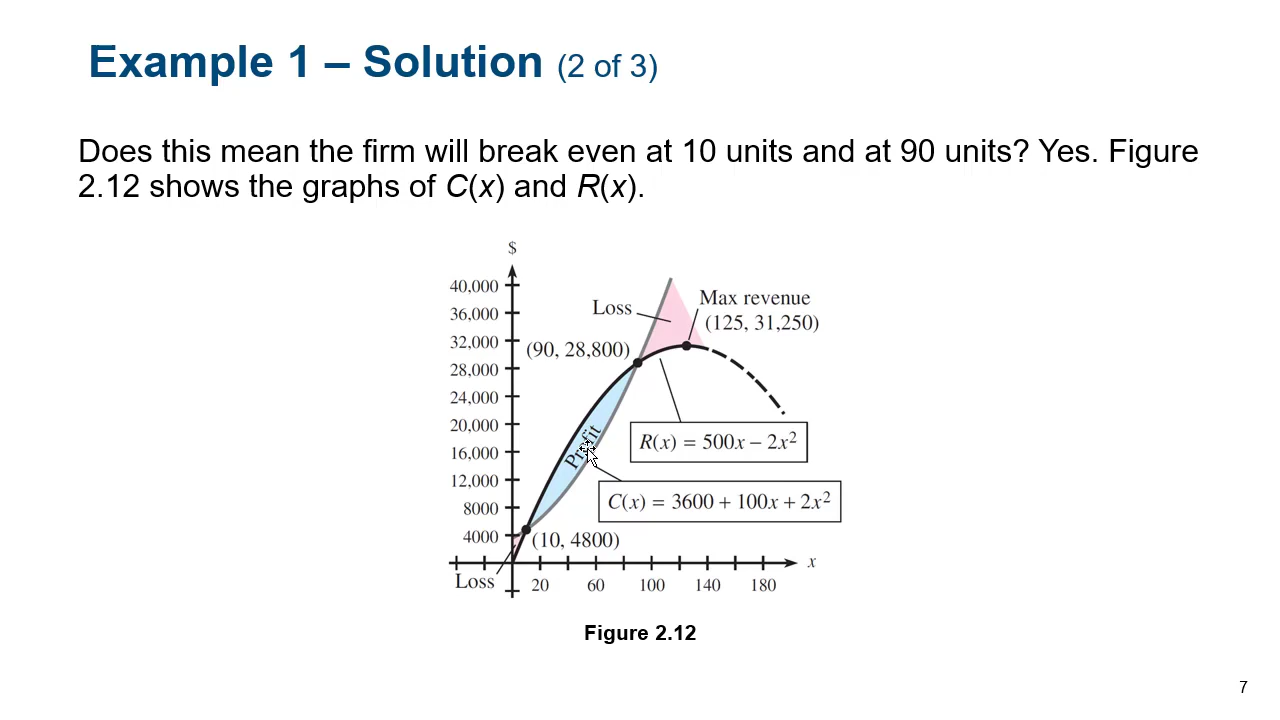 Example 1 – Solution (2 of 3)
Does this mean the firm will break even at 10 units and at 90 units? Yes. Figure
2.12 shows the graphs of C(x) and R(x).
$
40,000
36,000
32,000
28,000
24,000
20,000
16,000
12,000
8000
4000
Loss
Max revenue
(125, 31,250)
(90, 28,800)
Profit
R(x) = 500x – 2x²
C(x) = 3600 + 100x + 2x²
(10, 4800)
Loss
20 60 100 140 180
x
Figure 2.12
7